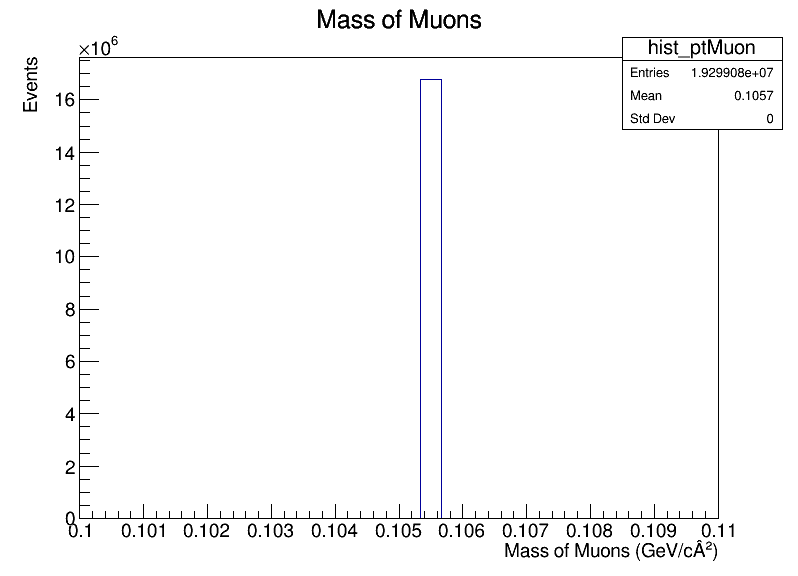 Mass of Muons
×10⁶
hist_ptMuon
Entries 1.929908e+07
Mean 0.1057
Std Dev 0
Events
16
14
12
10
8
6
4
2
0
0.1 0.101 0.102 0.103 0.104 0.105 0.106 0.107 0.108 0.109 0.11
Mass of Muons (GeV/cÂ²)